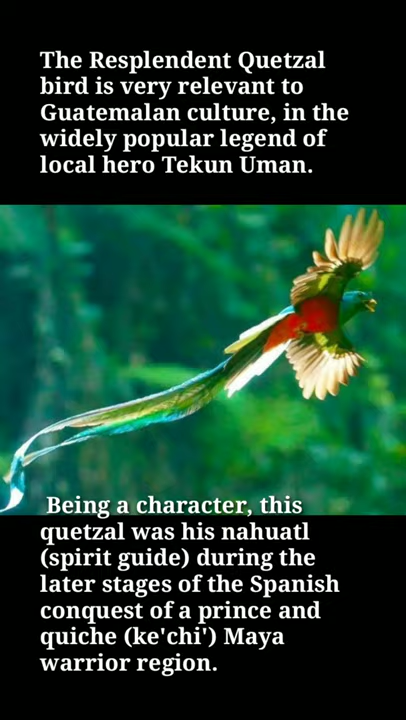 The Resplendent Quetzal
bird is very relevant to
Guatemalan culture, in the
widely popular legend of
local hero Tekun Uman.
Being a character, this
quetzal was his nahuatl
(spirit guide) during the
later stages of the Spanish
conquest of a prince and
quiche (ke'chi') Maya
warrior region.